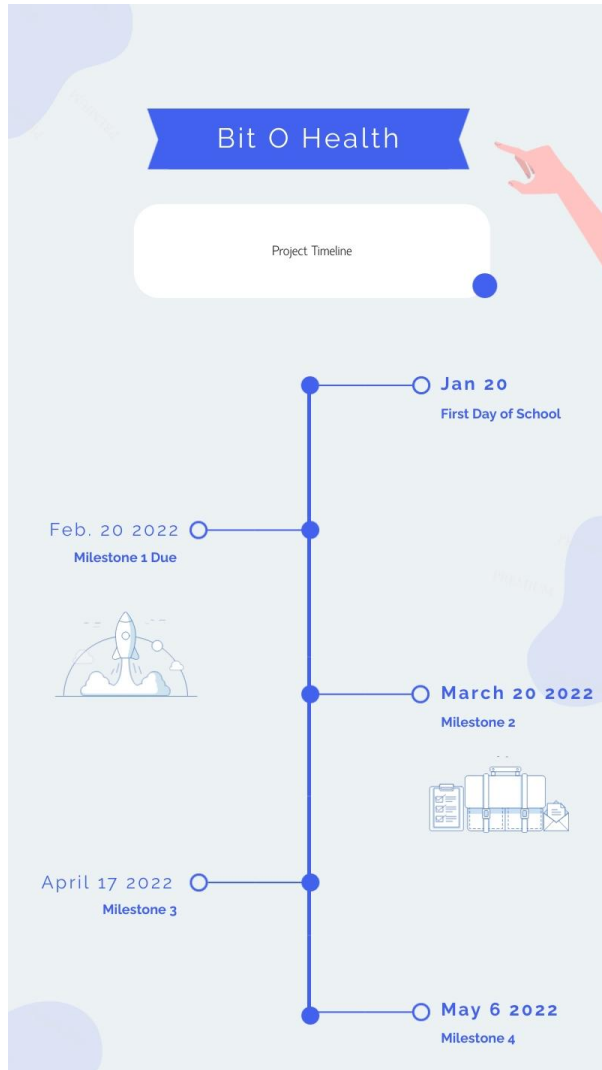 Bit O Health
Project Timeline
Jan 20
First Day of School
Feb. 20 2022
Milestone 1 Due
March 20 2022
Milestone 2
April 17 2022
Milestone 3
May 6 2022
Milestone 4